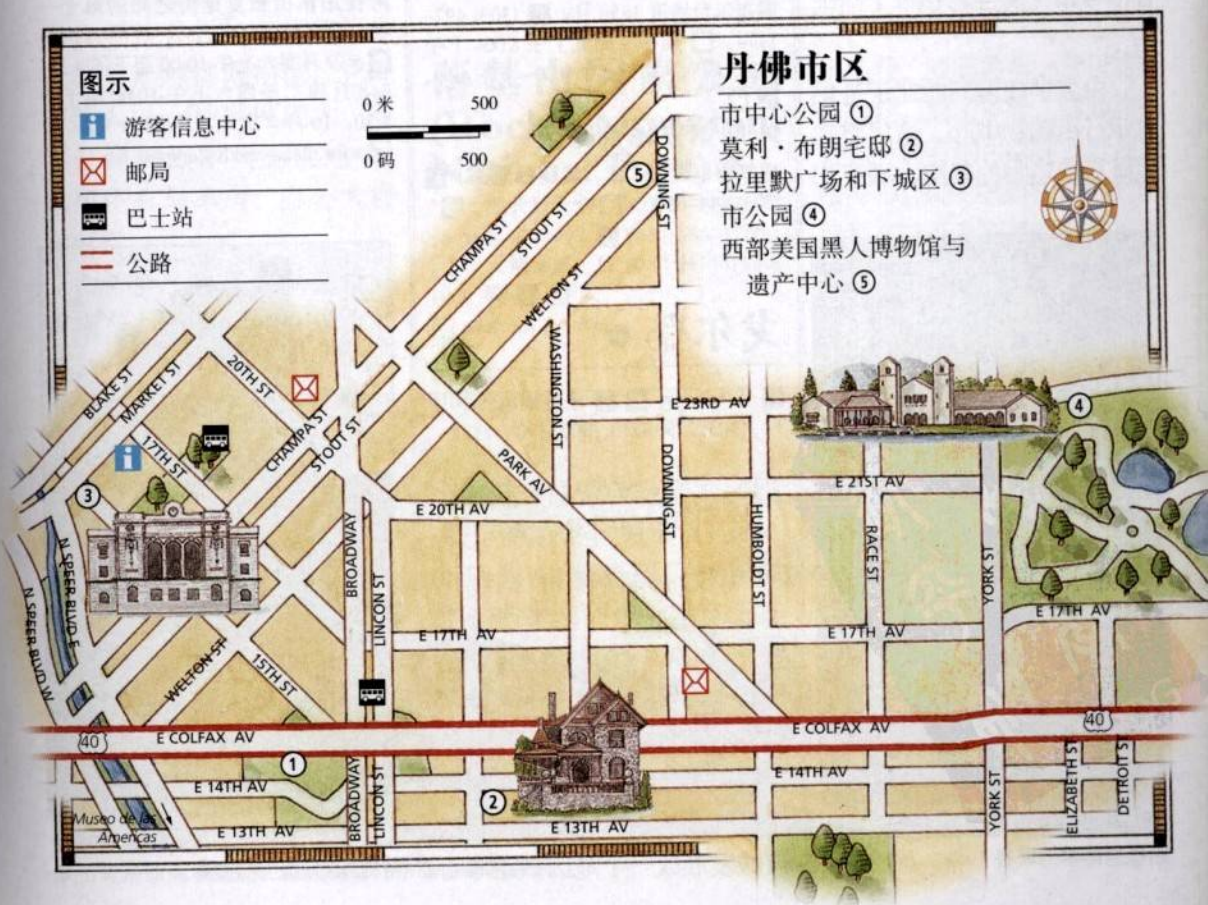 图示
游客信息中心
邮局
巴士站
公路
0 米 500
0 码 500
丹佛市区
市中心公园 ①
莫利·布朗宅邸 ②
拉里默广场和下城区 ③
市公园 ④
西部美国黑人博物馆与
遗产中心 ⑤
⑤
DOWNING ST
CHAMPA ST
STOUT ST
WELTON ST
WASHINGTON ST
BLAKE ST
MARKET ST
20TH ST
CHAMPA ST
STOUT ST
17TH ST
③
E 23RD AV
④
PARK AV
DOWNING ST
E 21ST AV
E 20TH AV
BROADWAY
LINCON ST
HUMBOLDT ST
RACE ST
YORK ST
N SPEER BLVD E
N SPEER BLVD W
E 17TH AV
E 17TH AV
E 17TH AV
WELTON ST
15TH ST
40
E COLFAX AV
E COLFAX AV
40
①
E 14TH AV
BROADWAY
LINCON ST
②
E 14TH AV
YORK ST
ELIZABETH ST
DETROIT ST
Museo de las
Americas
E 13TH AV
E 13TH AV